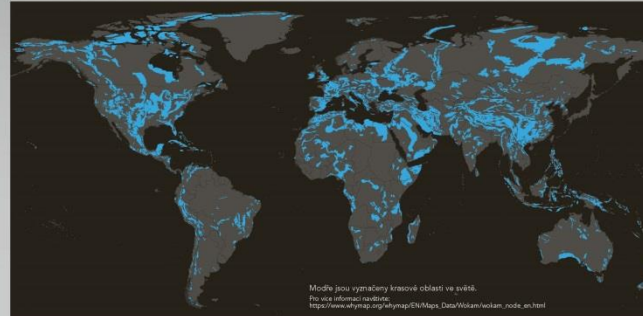 Modře jsou vyznačeny krasové oblasti ve světě.
Pro více informací navštivte:
https://www.whymap.org/whymap/EN/Maps_Data/Wokam/wokam_node_en.html